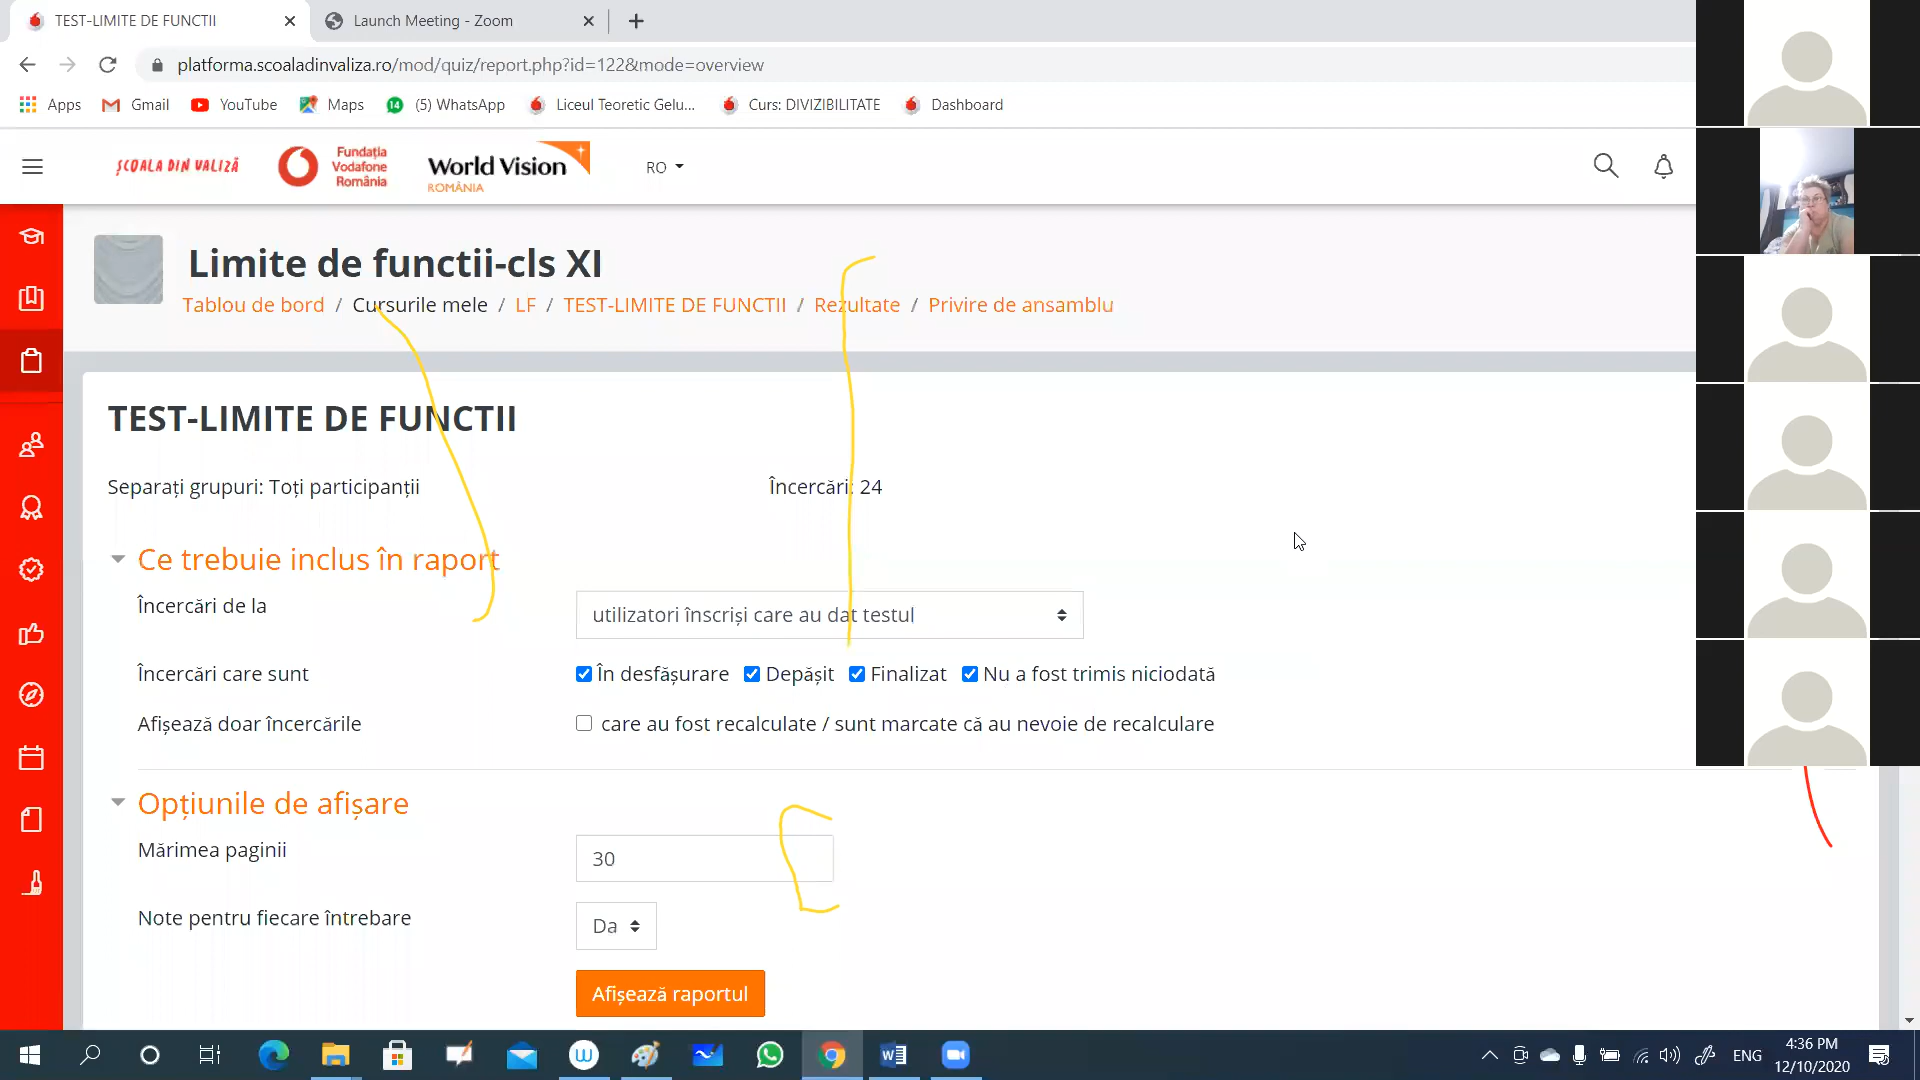 TEST-LIMITE DE FUNCTII
Launch Meeting - Zoom
platforma.scoaladinvaliza.ro/mod/quiz/report.php?id=122&mode=overview
Apps Gmail YouTube Maps 14 (5) WhatsApp Liceul Teoretic Gelu... Curs: DIVIZIBILITATE Dashboard
ȘCOALA DIN VALIZĂ
Fundația
Vodafone
România
World Vision
ROMÂNIA
RO
Limite de functii-cls XI
Tablou de bord / Cursurile mele / LF / TEST-LIMITE DE FUNCTII / Rezultate / Privire de ansamblu
TEST-LIMITE DE FUNCTII
Separați grupuri: Toți participanții
Încercări: 24
Ce trebuie inclus în raport
Încercări de la
utilizatori înscriși care au dat testul
Încercări care sunt
În desfășurare Depășit Finalizat Nu a fost trimis niciodată
Afișează doar încercările
care au fost recalculate / sunt marcate că au nevoie de recalculare
Opțiunile de afișare
Mărimea paginii
30
Note pentru fiecare întrebare
Da
Afișează raportul
ENG
4:36 PM
12/10/2020